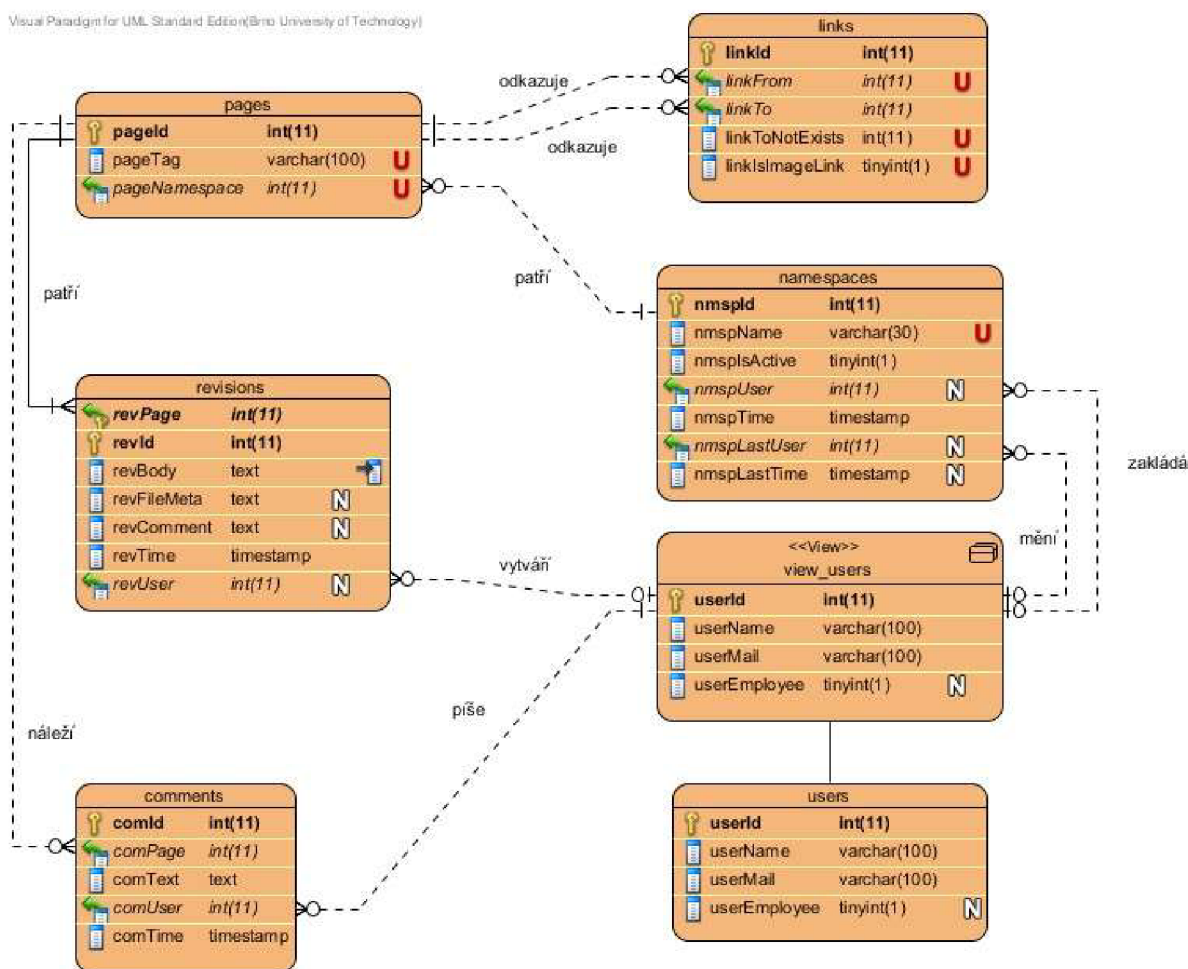 Visual Paradigm for UML Standard Edition(Brno University of Technology)
links
linkId int(11)
linkFrom int(11) U
linkTo int(11)
linkToNotExists int(11) U
linkIsImageLink tinyint(1) U
odkazuje
odkazuje
pages
pageId int(11)
pageTag varchar(100) U
pageNamespace int(11) U
patří
patří
namespaces
nmspId int(11)
nmspName varchar(30) U
nmspIsActive tinyint(1)
nmspUser int(11) N
nmspTime timestamp
nmspLastUser int(11) N
nmspLastTime timestamp N
zakládá
mění
revisions
revPage int(11)
revId int(11)
revBody text
revFileMeta text N
revComment text N
revTime timestamp
revUser int(11) N
vytváří
<<View>>
view_users
userId int(11)
userName varchar(100)
userMail varchar(100)
userEmployee tinyint(1) N
píše
náleží
comments
comId int(11)
comPage int(11)
comText text
comUser int(11)
comTime timestamp
users
userId int(11)
userName varchar(100)
userMail varchar(100)
userEmployee tinyint(1) N